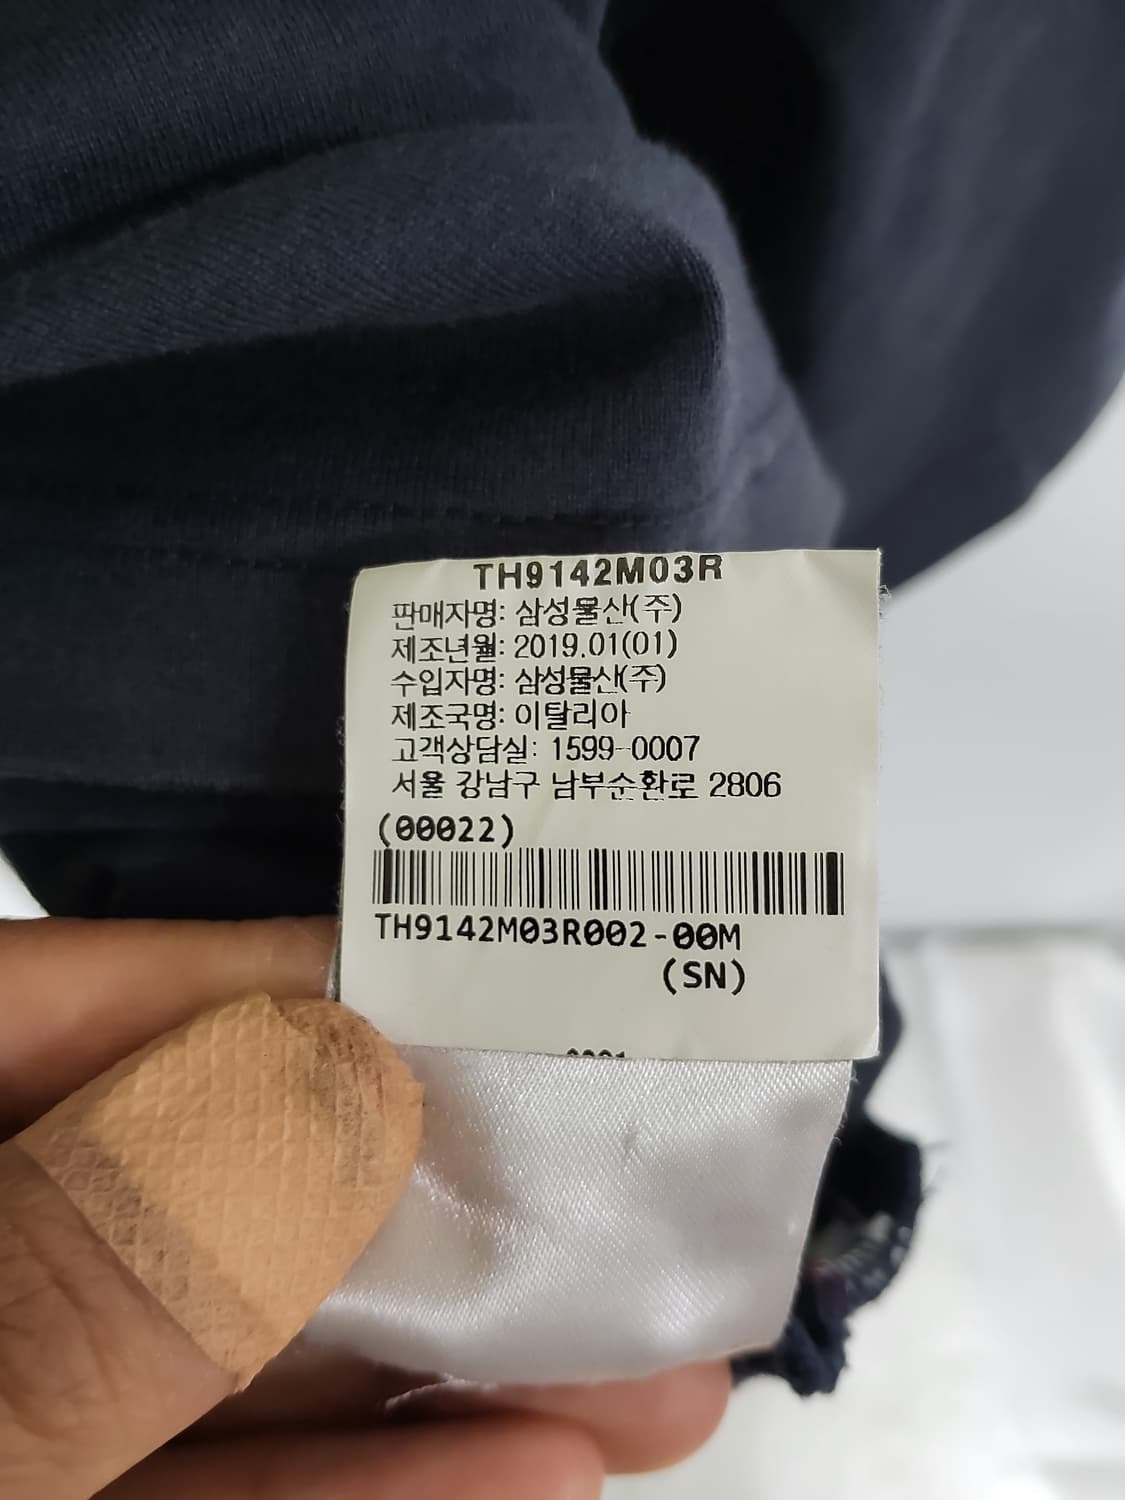 TH9142M03R
판매자명: 삼성물산(주)
제조년월: 2019.01(01)
수입자명: 삼성물산(주)
제조국명: 이탈리아
고객상담실: 1599-0007
서울 강남구 남부순환로 2806
(00022)
TH9142M03R002-00M
(SN)